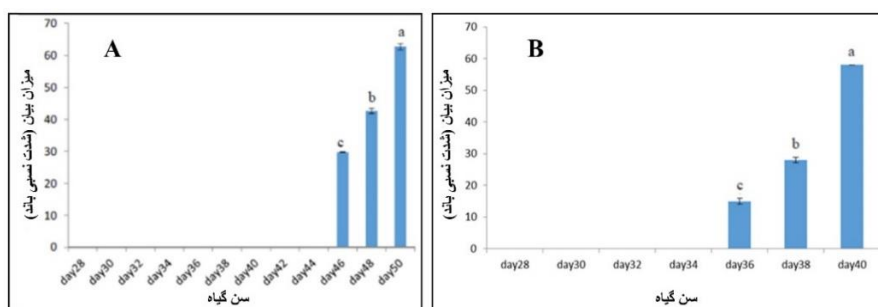 A
میزان بیان (شدت نسبی باند)
70
60
50
40
30
20
10
0
a
b
c
day28
day30
day32
day34
day36
day38
day40
day42
day44
day46
day48
day50
سن گیاه
B
میزان بیان (شدت نسبی باند)
70
60
50
40
30
20
10
0
a
b
c
day28
day30
day32
day34
day36
day38
day40
سن گیاه